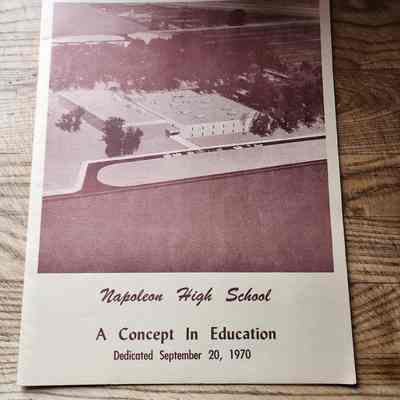 Napoleon High School
A Concept In Education
Dedicated September 20, 1970